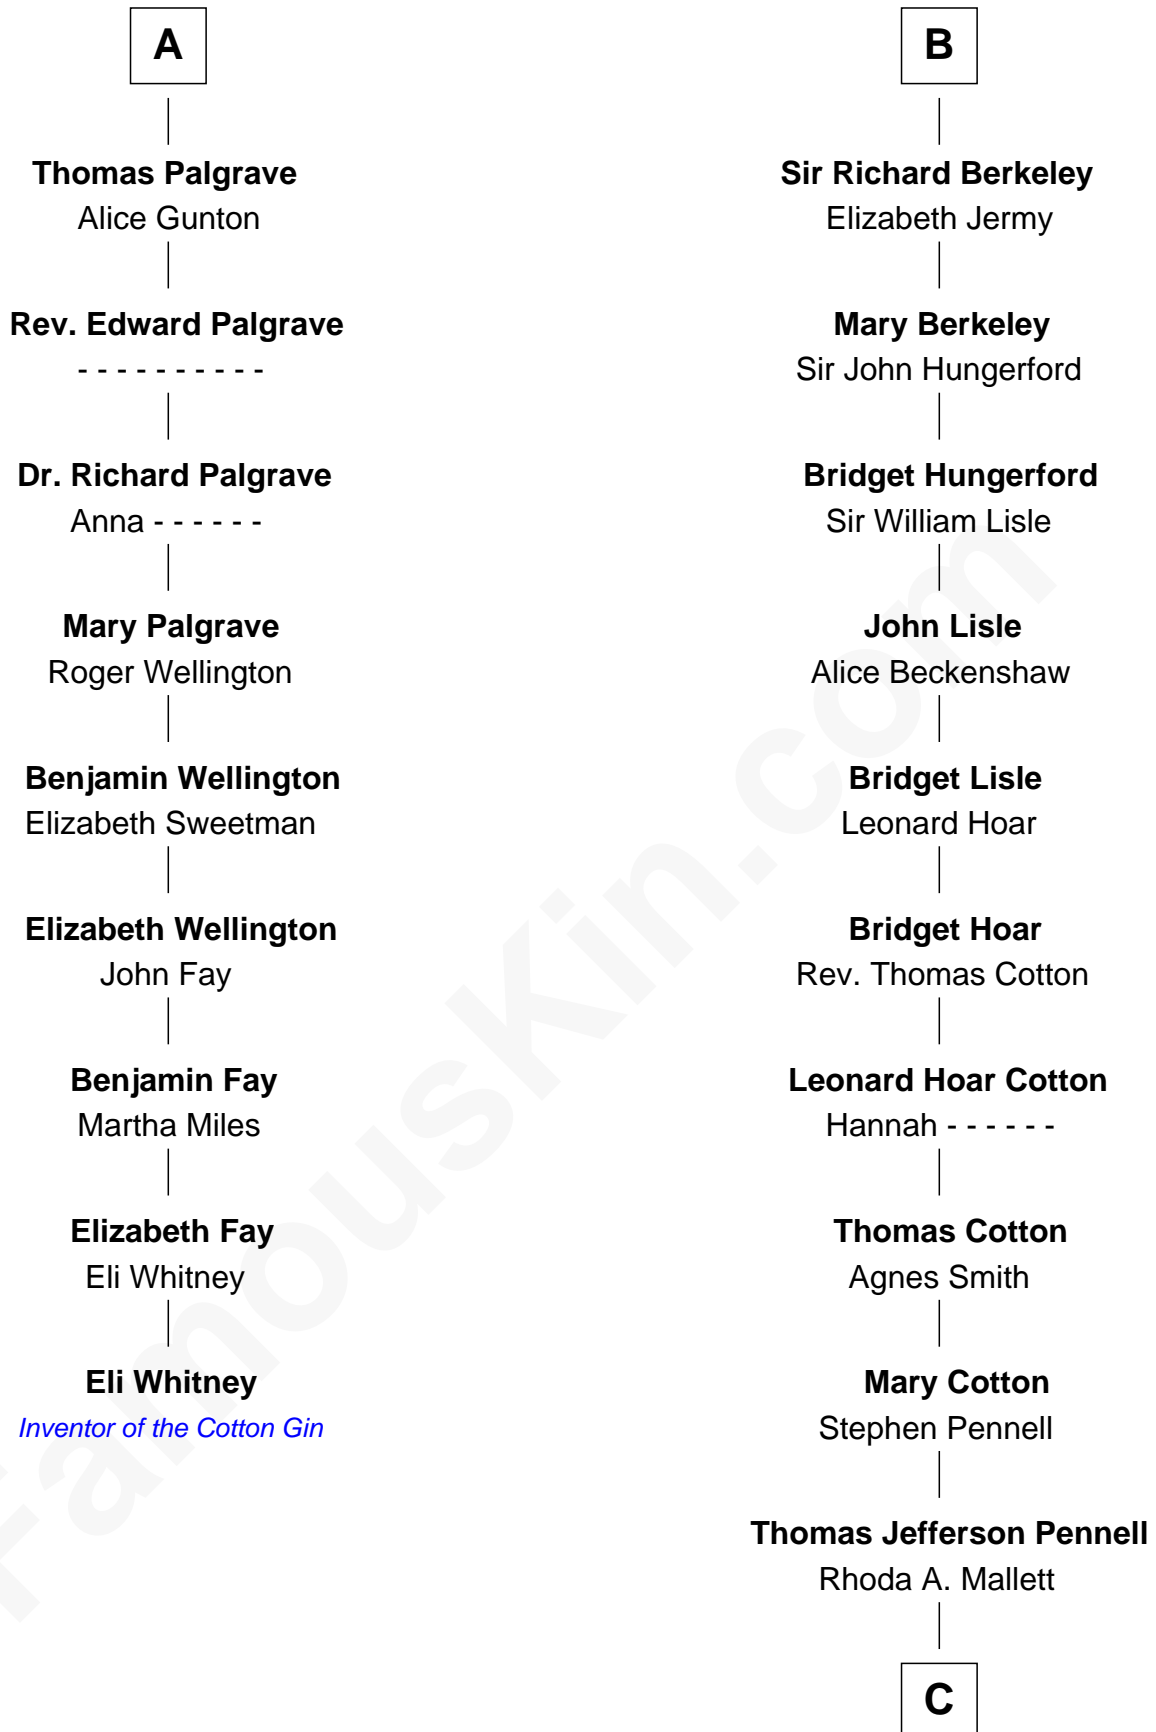 A
Thomas Palgrave
Alice Gunton
Rev. Edward Palgrave
- - - - - - - - - -
Dr. Richard Palgrave
Anna - - - - - -
Mary Palgrave
Roger Wellington
Benjamin Wellington
Elizabeth Sweetman
Elizabeth Wellington
John Fay
Benjamin Fay
Martha Miles
Elizabeth Fay
Eli Whitney
Eli Whitney
Inventor of the Cotton Gin
B
Sir Richard Berkeley
Elizabeth Jermy
Mary Berkeley
Sir John Hungerford
Bridget Hungerford
Sir William Lisle
John Lisle
Alice Beckenshaw
Bridget Lisle
Leonard Hoar
Bridget Hoar
Rev. Thomas Cotton
Leonard Hoar Cotton
Hannah - - - - - -
Thomas Cotton
Agnes Smith
Mary Cotton
Stephen Pennell
Thomas Jefferson Pennell
Rhoda A. Mallett
C
FamousKin.com